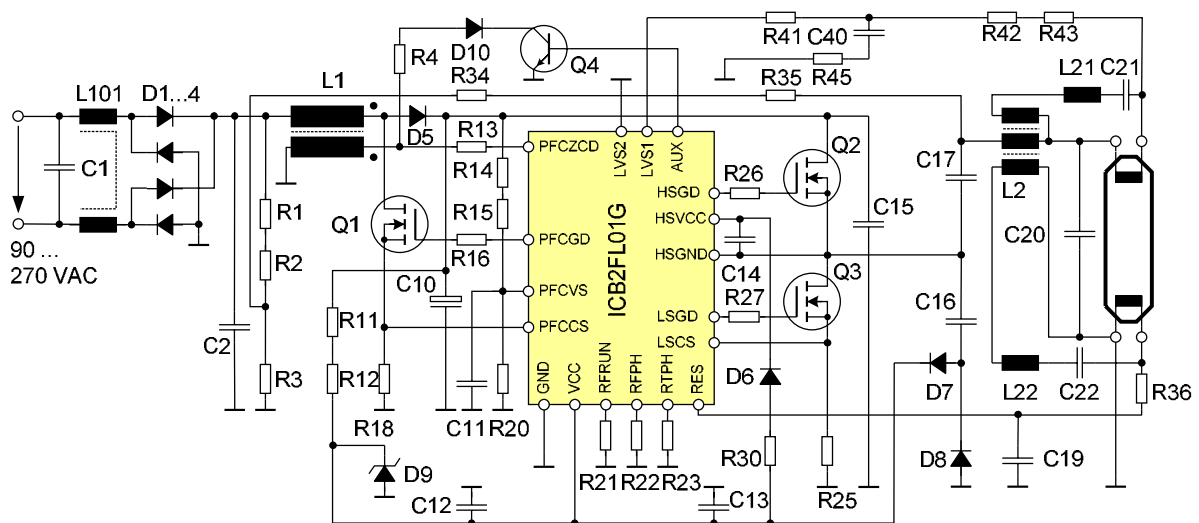 R41
C40
R42
R43
D10
Q4
R4
R34
R35
R45
L21
C21
L101
D1...4
L1
D5
R13
PFCZCD
LVS2
LVS1
AUX
Q2
C1
R14
R26
HSGD
C17
L2
R1
Q1
R15
HSVCC
C15
90 ...
270 VAC
R16
PFCGD
ICB2FL01G
HSGND
C14
C20
R2
C10
PFCVS
R27
Q3
C16
R11
PFCCS
LSGD
C2
LSCS
R3
R12
GND
VCC
RFRUN
RFPH
RTPH
RES
D6
D7
L22
C22
R36
R18
C11
R20
D9
R21
R22
R23
R30
R25
D8
C19
C12
C13